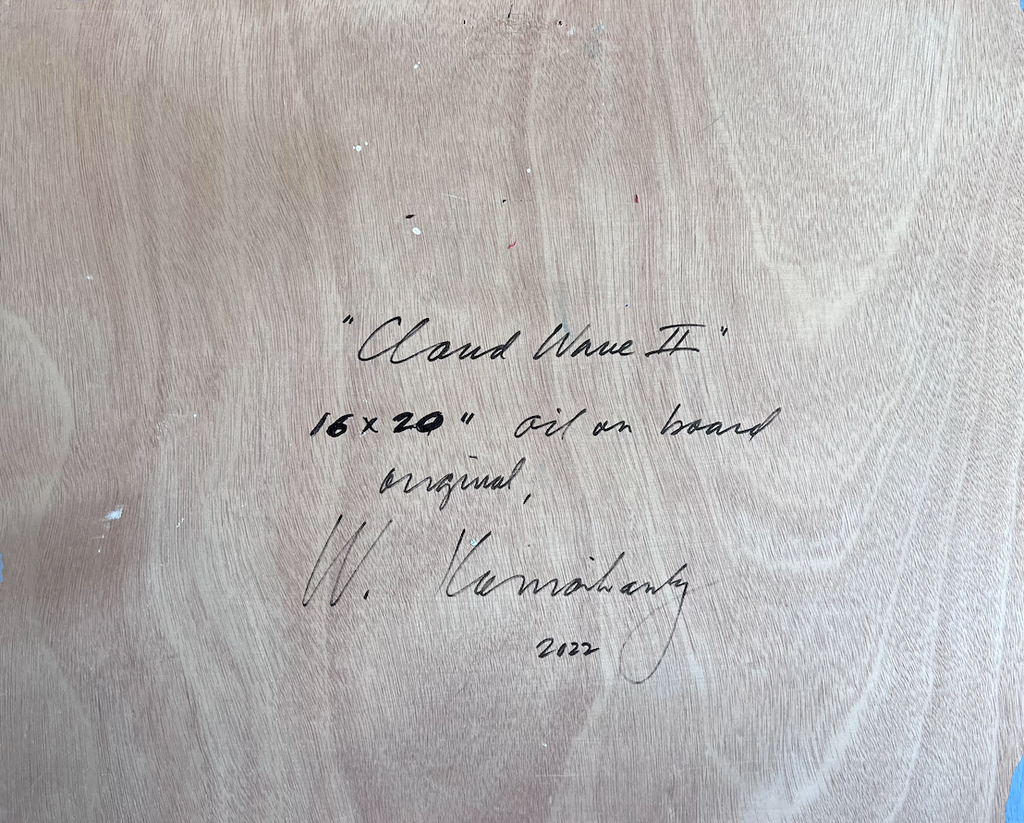 "Cloud Wave II"
16 x 20" oil on board
original,
W.
2022